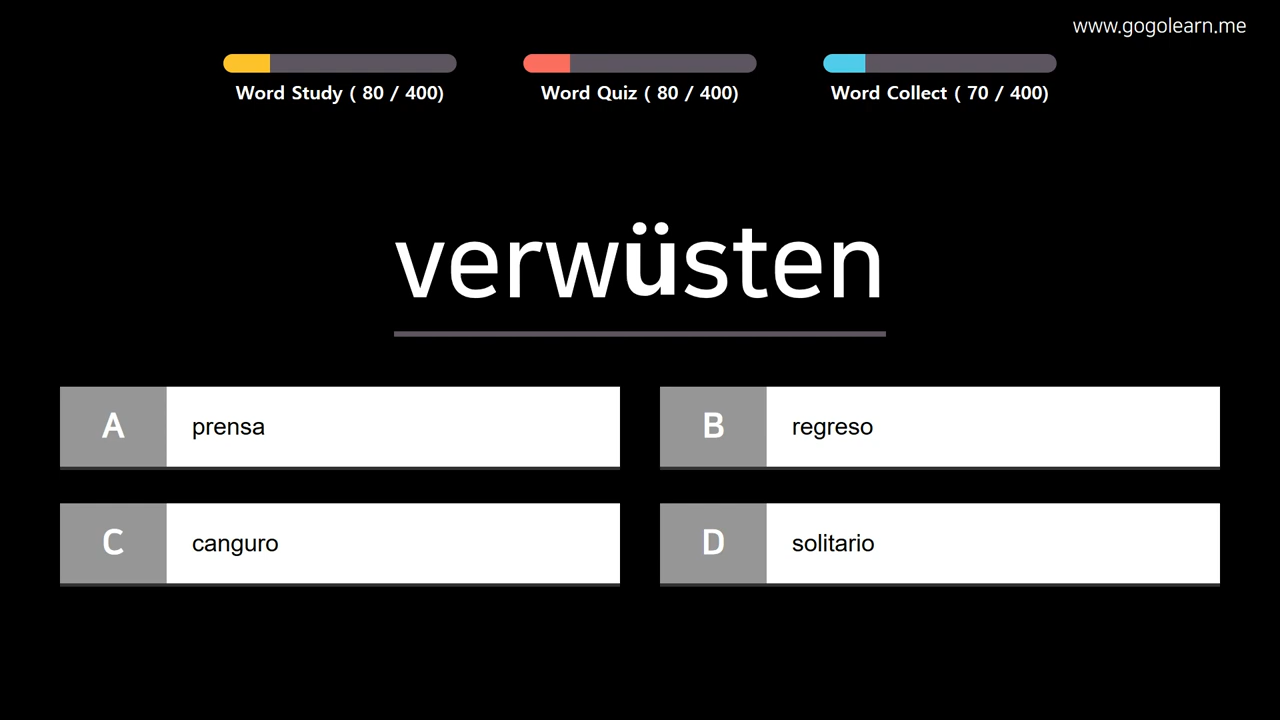 www.gogolearn.me
Word Study ( 80 / 400)
Word Quiz ( 80 / 400)
Word Collect ( 70 / 400)
verwüsten
A prensa
B regreso
C canguro
D solitario